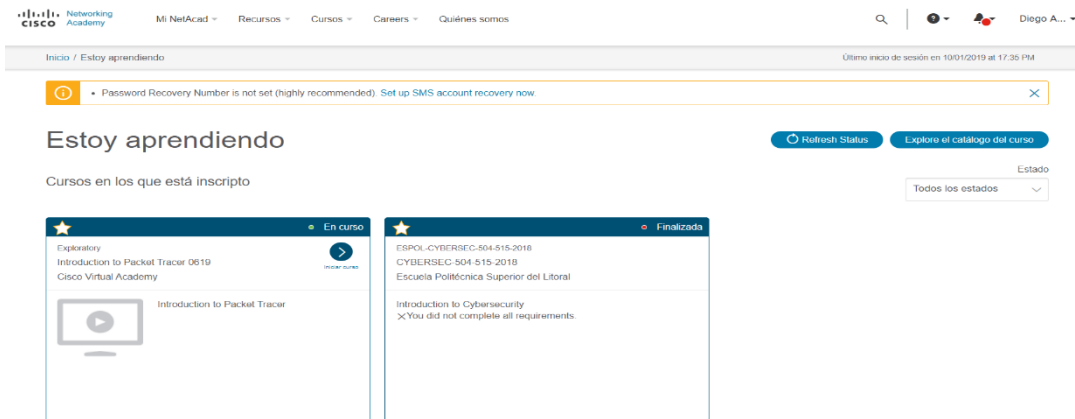 CISCO Networking Academy
Mi NetAcad Recursos Cursos Careers Quiénes somos Diego A...
Inicio / Estoy aprendiendo Último inicio de sesión en 10/01/2019 at 17:35 PM
• Password Recovery Number is not set (highly recommended). Set up SMS account recovery now.
Estoy aprendiendo
Refresh Status Explore el catálogo del curso
Estado
Cursos en los que está inscripto
Todos los estados
En curso
Exploratory
Introduction to Packet Tracer 0619
Cisco Virtual Academy
Iniciar curso
Introduction to Packet Tracer
Finalizada
ESPOL-CYBERSEC-504-515-2018
CYBERSEC-504-515-2018
Escuela Politécnica Superior del Litoral
Introduction to Cybersecurity
You did not complete all requirements.